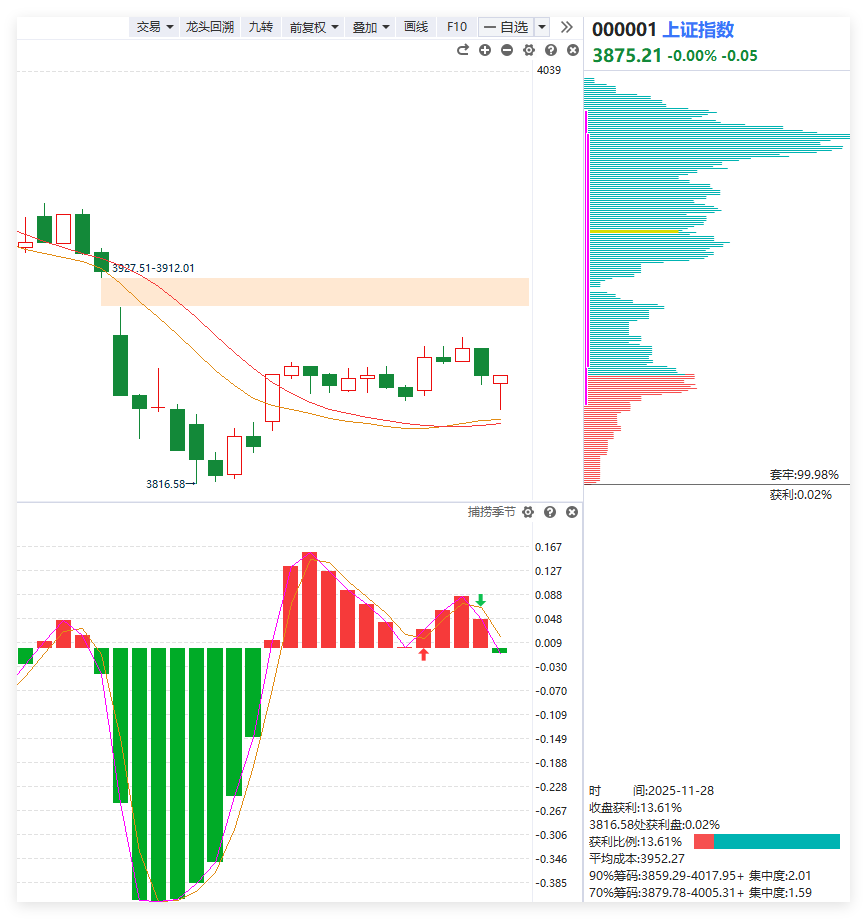 交易 龙头回溯 九转 前复权 叠加 画线 F10 一自选
000001 上证指数
3875.21 -0.00% -0.05
4039
3927.51-3912.01
3816.58→
套牢:99.98%
获利:0.02%
捕捞季节
0.167
0.127
0.088
0.048
0.009
-0.030
-0.070
-0.109
-0.149
-0.188
-0.228
-0.267
-0.306
-0.346
-0.385
时 间:2025-11-28
收盘获利:13.61%
3816.58处获利盘:0.02%
获利比例:13.61%
平均成本:3952.27
90%筹码:3859.29-4017.95+ 集中度:2.01
70%筹码:3879.78-4005.31+ 集中度:1.59